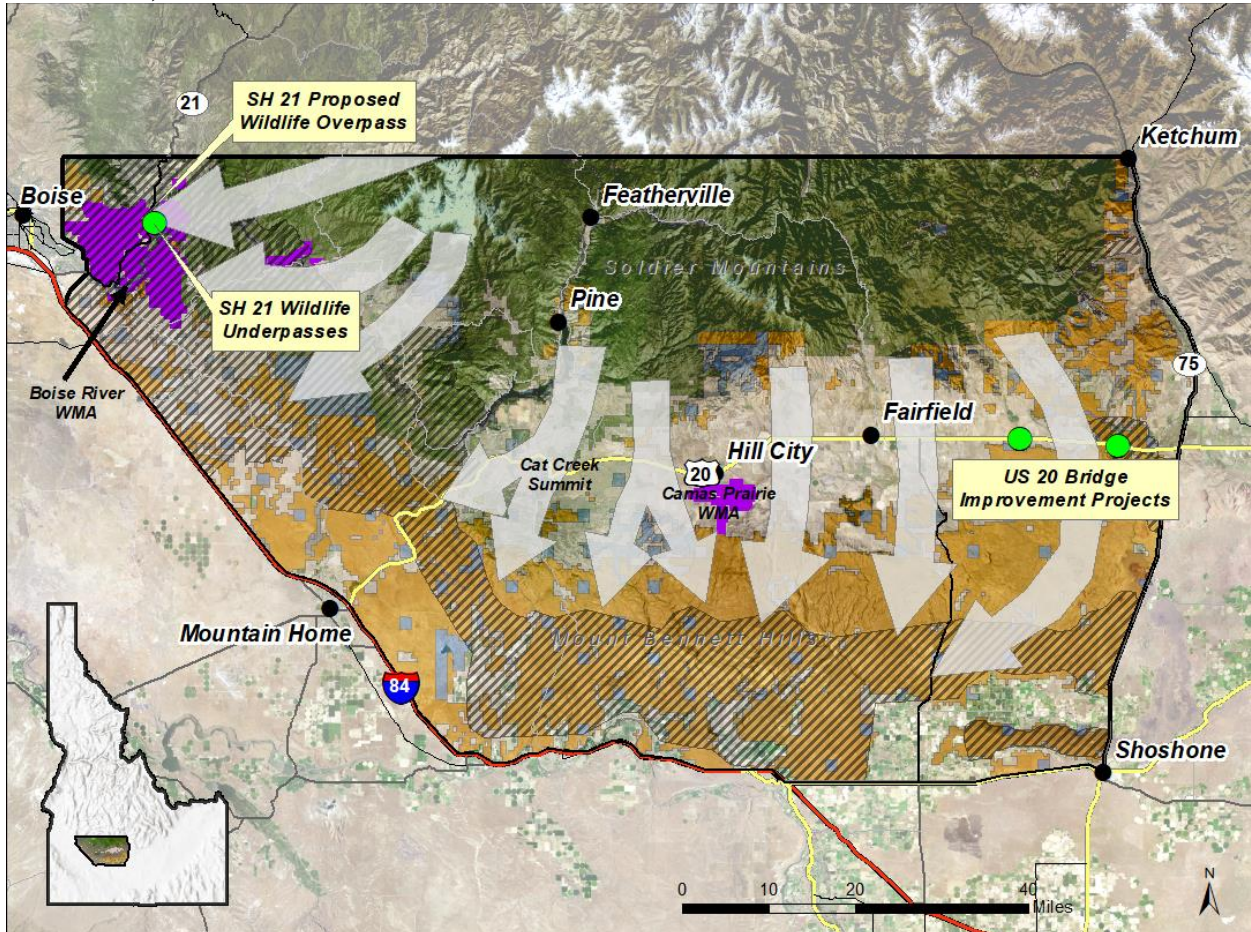 21
SH 21 Proposed
Wildlife Overpass
Ketchum
Boise
Featherville
Soldier Mountains
Pine
SH 21 Wildlife
Underpasses
75
Boise River
WMA
Fairfield
Hill City
Cat Creek
Summit
20
Camas Prairie
WMA
US 20 Bridge
Improvement Projects
Mountain Home
Mount Bennett Hills
84
Shoshone
N
0 10 20 40
Miles